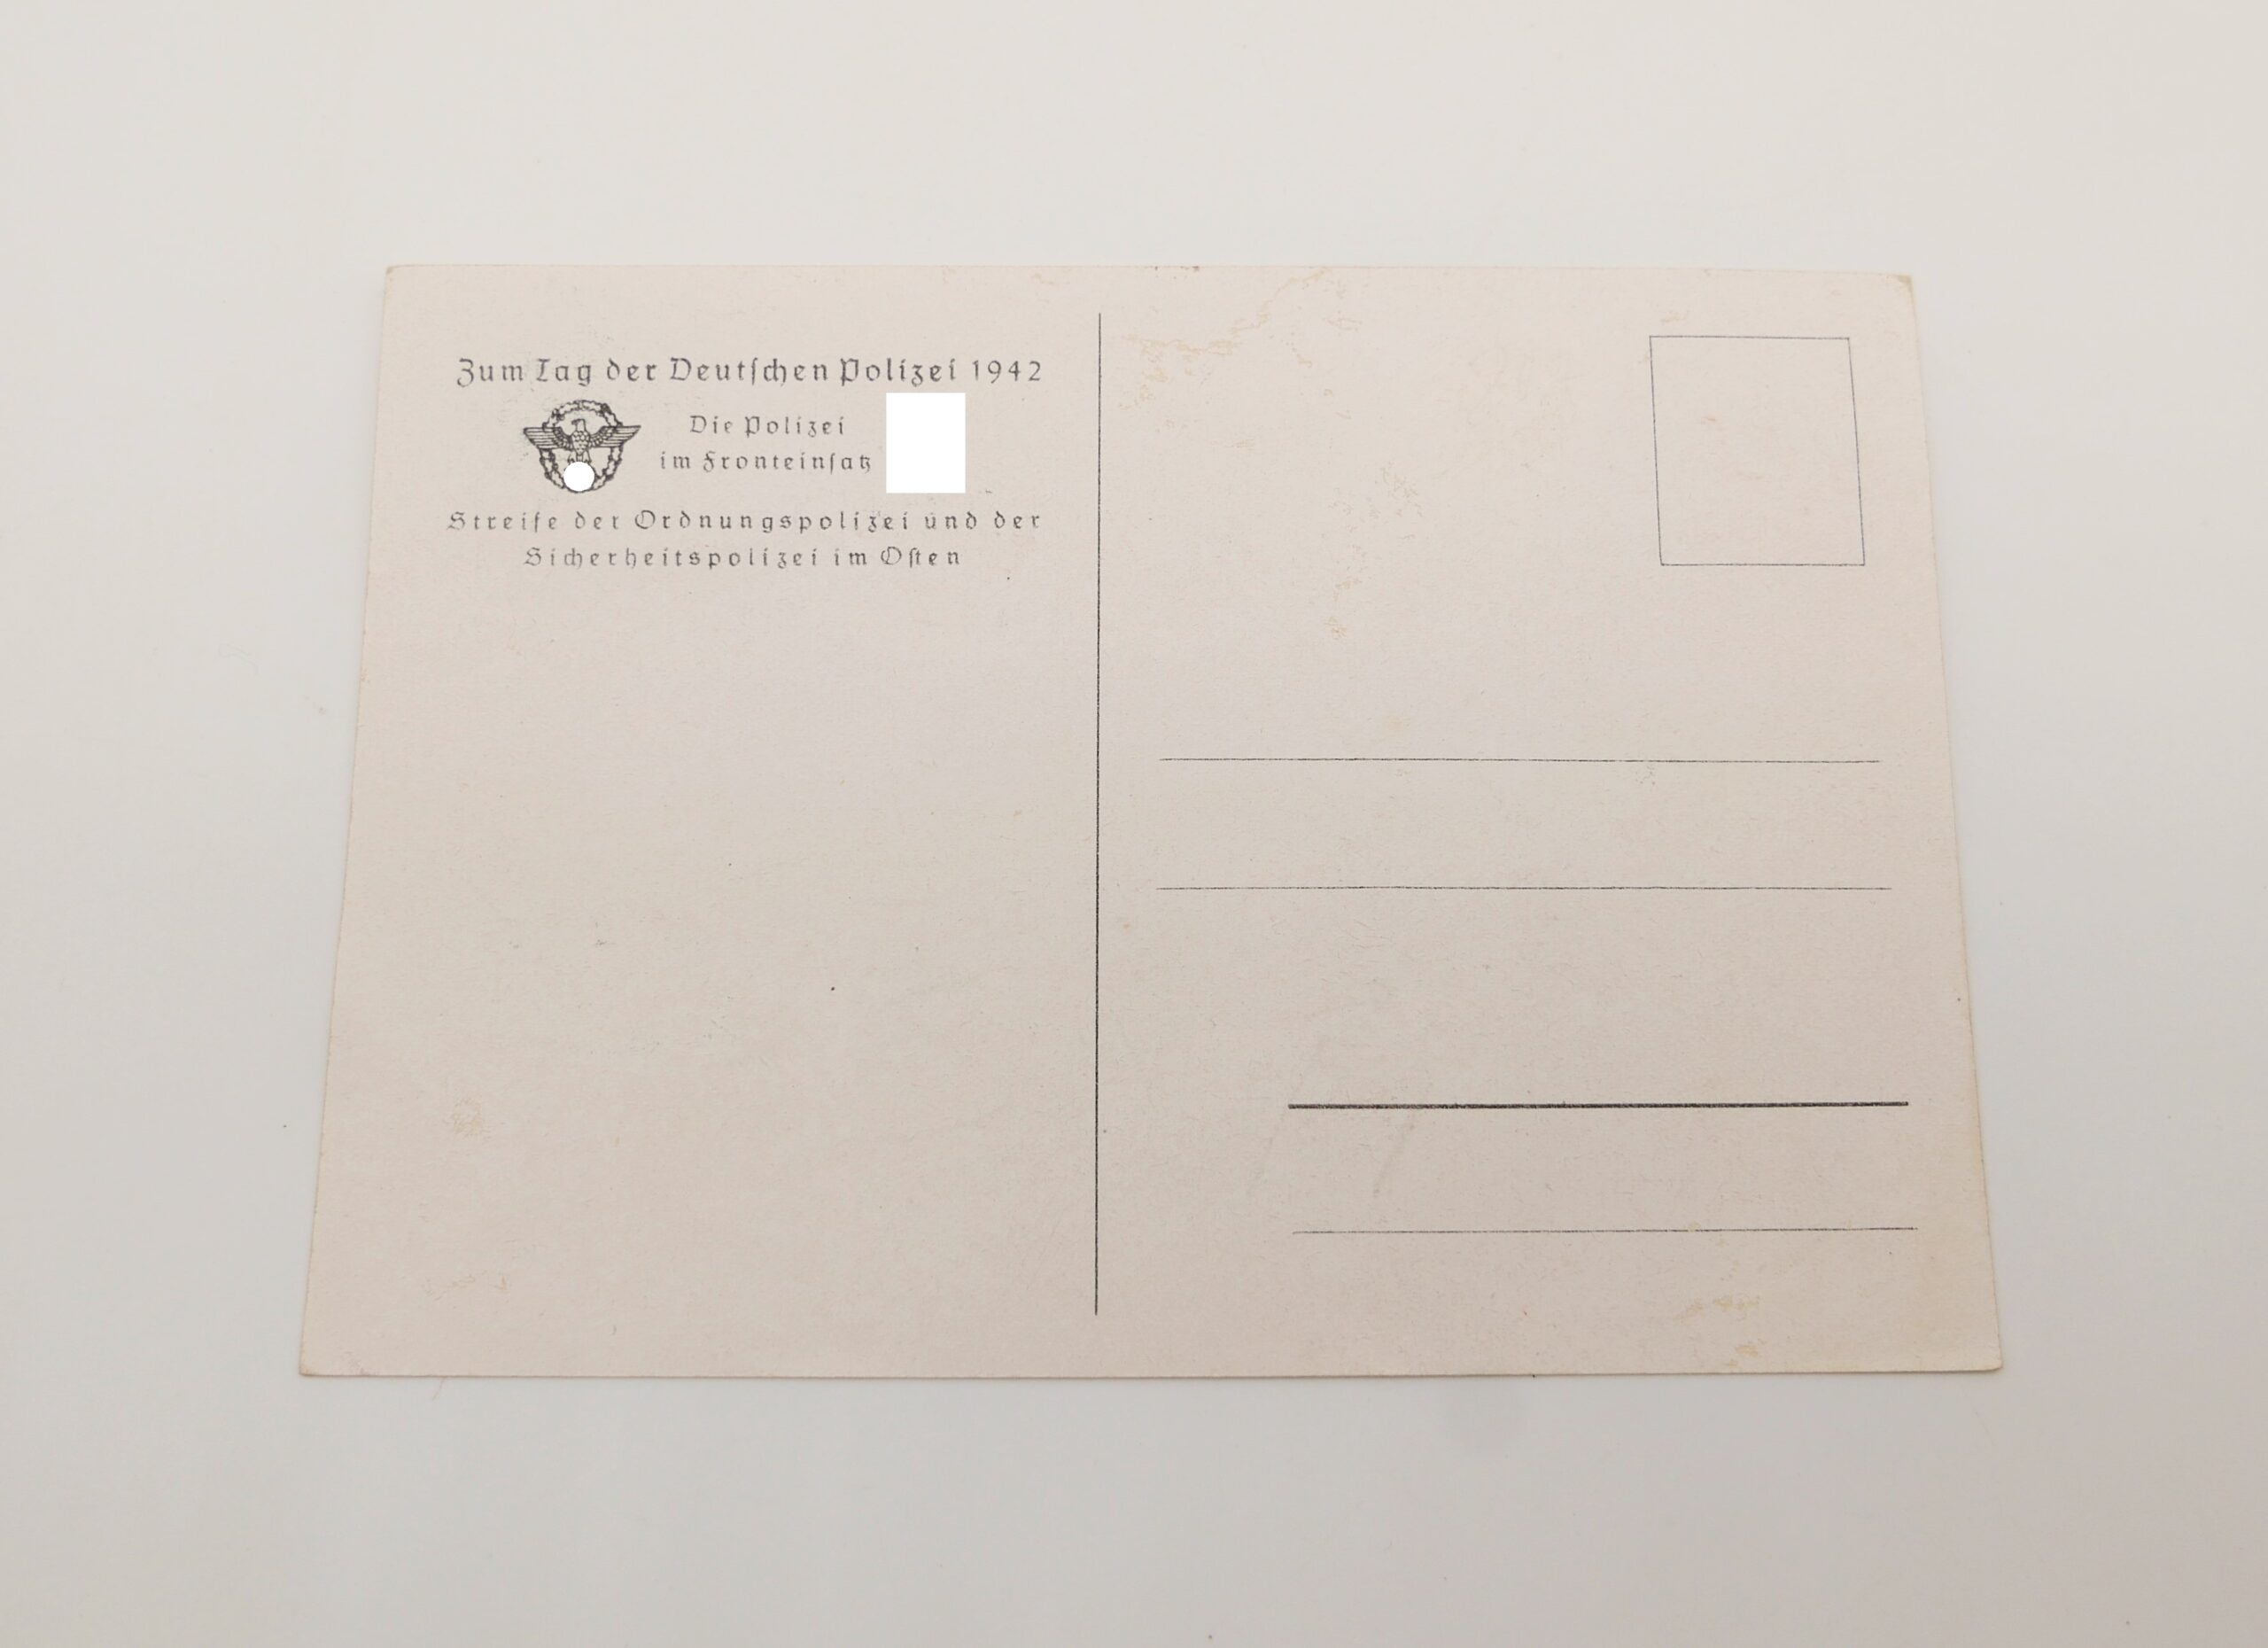 Zum Tag der Deutschen Polizei 1942
Die Polizei
im Fronteinsatz
Streife der Ordnungspolizei und der
Sicherheitspolizei im Osten